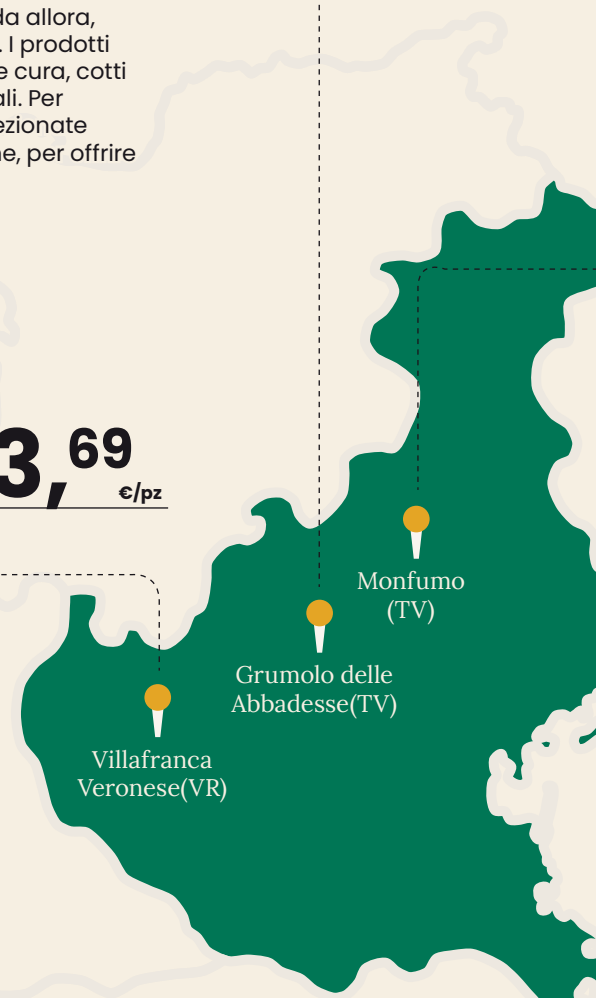 da allora,
. I prodotti
e cura, cotti
ali. Per
ezionate
ne, per offrire
3,69
€/pz
Monfumo
(TV)
Grumolo delle
Abbadesse(TV)
Villafranca
Veronese(VR)